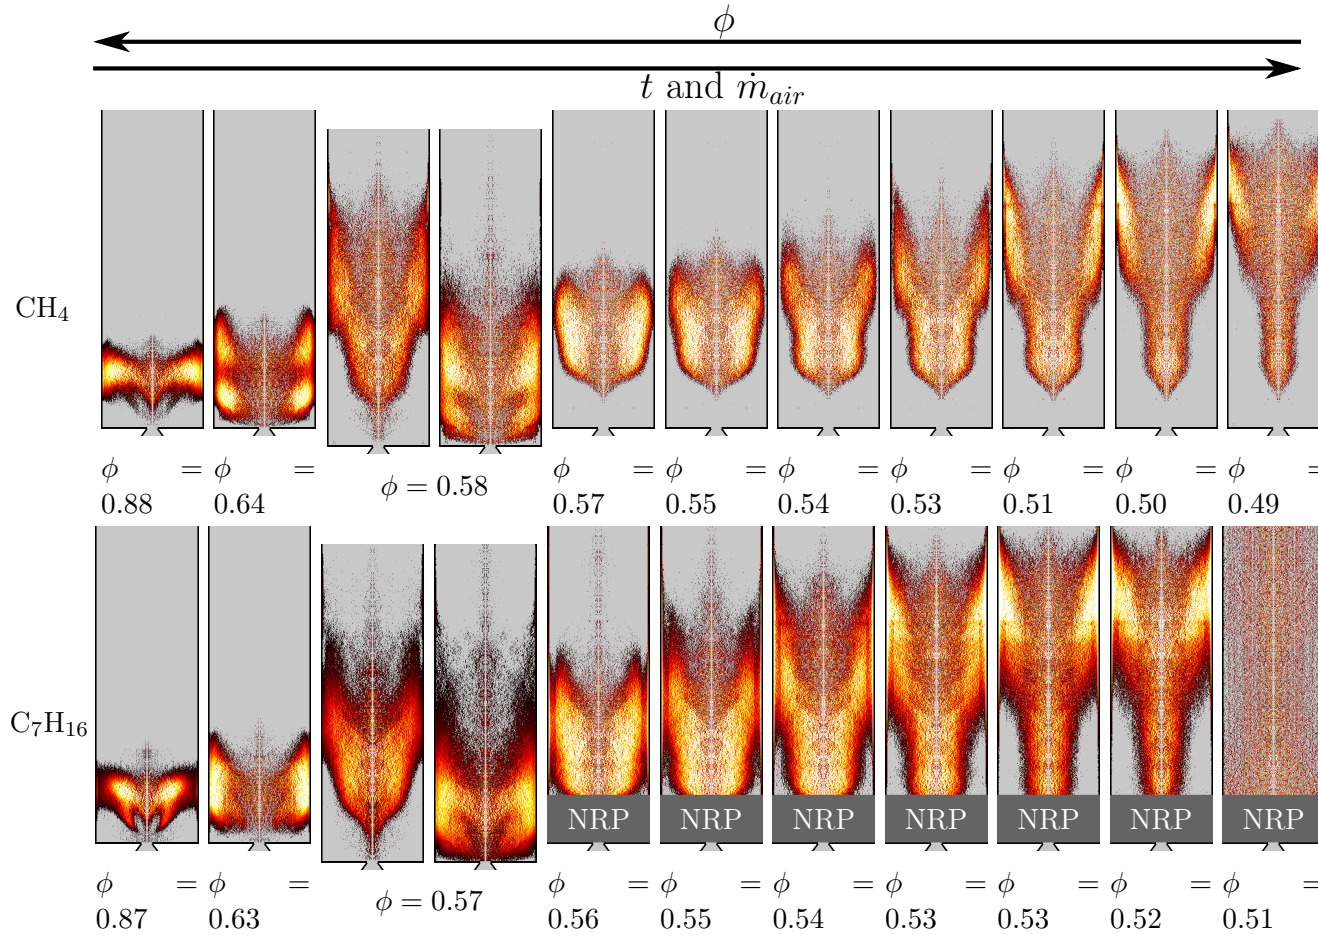 ϕ
t and ṁ_air
CH₄
ϕ = ϕ = ϕ = 0.58 ϕ = ϕ = ϕ = ϕ = ϕ = ϕ = ϕ =
0.88 0.64 0.57 0.55 0.54 0.53 0.51 0.50 0.49
C₇H₁₆
NRP NRP NRP NRP NRP NRP NRP
ϕ = ϕ = ϕ = 0.57 ϕ = ϕ = ϕ = ϕ = ϕ = ϕ = ϕ =
0.87 0.63 0.56 0.55 0.54 0.53 0.53 0.52 0.51